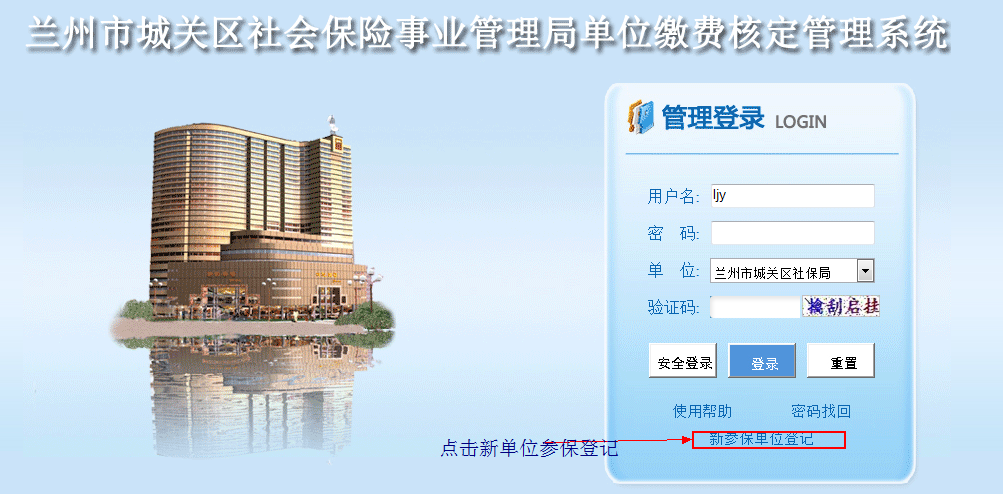 兰州市城关区社会保险事业管理局单位缴费核定管理系统
管理登录 LOGIN
用户名: ljy
密 码:
单 位: 兰州市城关区社保局
验证码: 擒刮启挂
安全登录 登录 重置
使用帮助 密码找回
新参保单位登记
点击新单位参保登记